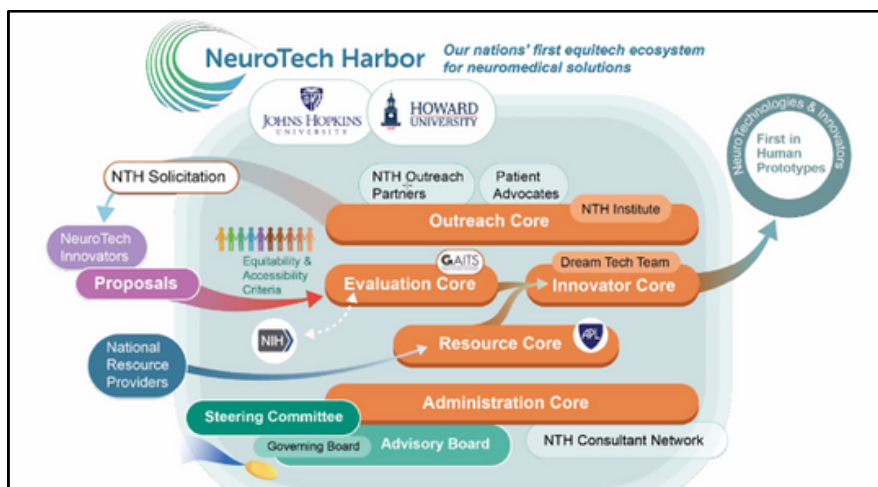 NeuroTech Harbor
Our nations' first equitech ecosystem
for neuromedical solutions
JOHNS HOPKINS
UNIVERSITY
HOWARD
UNIVERSITY
NeuroTechnologies & Innovators
First in
Human
Prototypes
NTH Solicitation
NTH Outreach
Partners
Patient
Advocates
NTH Institute
Outreach Core
NeuroTech
Innovators
Equitability &
Accessibility
Criteria
GAITS
Dream Tech Team
Proposals
Evaluation Core
Innovator Core
NIH
APL
Resource Core
National
Resource
Providers
Administration Core
Steering Committee
Governing Board
Advisory Board
NTH Consultant Network